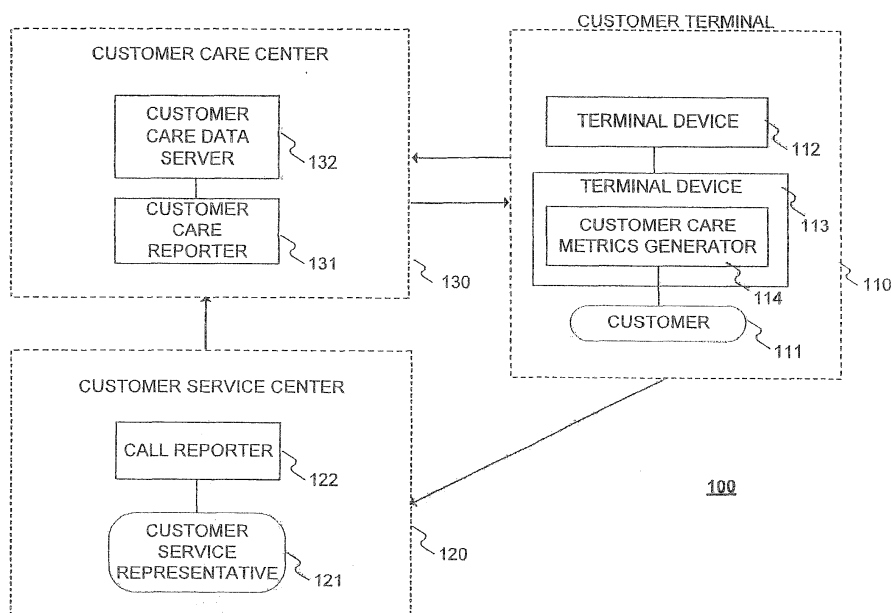 CUSTOMER CARE CENTER
CUSTOMER
CARE DATA
SERVER
132
CUSTOMER
CARE
REPORTER
131
130
CUSTOMER TERMINAL
TERMINAL DEVICE
112
TERMINAL DEVICE
113
CUSTOMER CARE
METRICS GENERATOR
114
110
CUSTOMER
111
CUSTOMER SERVICE CENTER
CALL REPORTER
122
CUSTOMER
SERVICE
REPRESENTATIVE
121
120
100